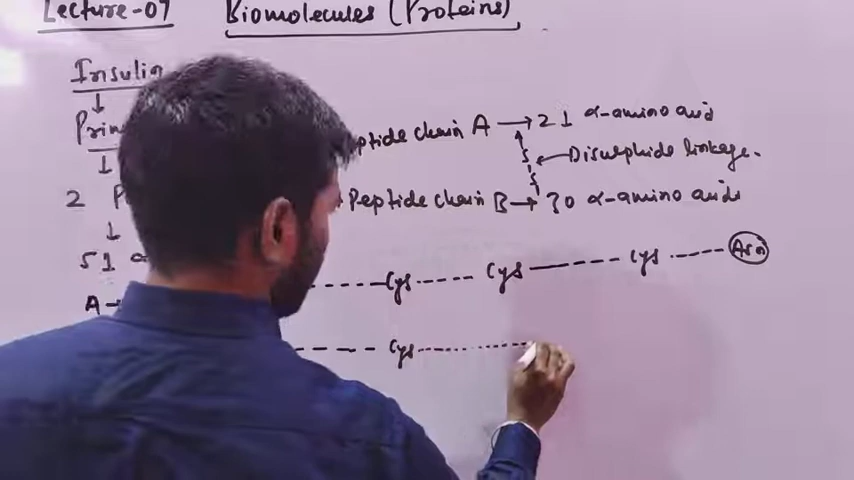 Lecture-07 Biomolecules (Proteins)
Insulin
Peptide chain A → 21 α-amino acid
S
Disulphide linkage.
S
2 P Peptide chain B → 30 α-amino acids
51 α
A Cys Cys Cys Asn
Cys